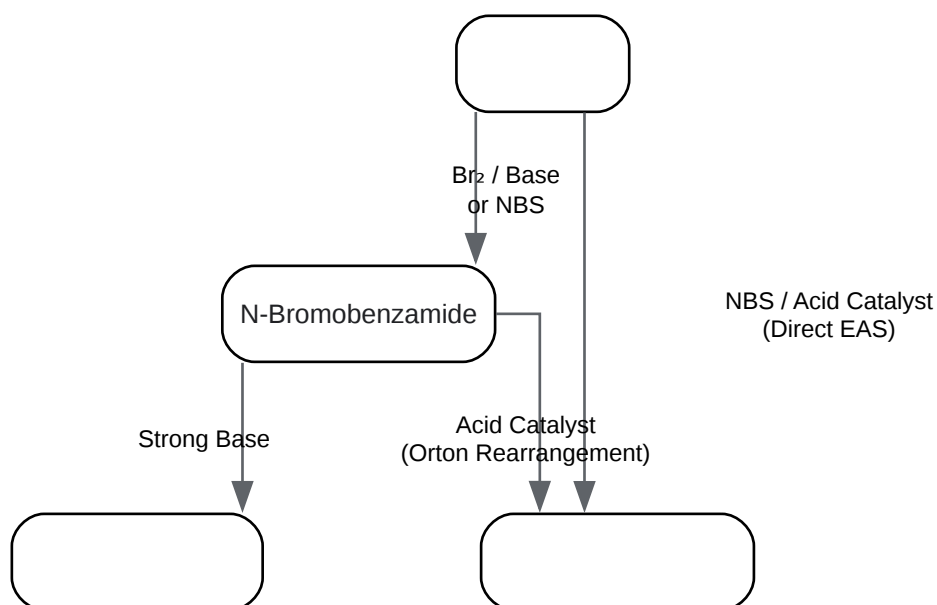 Br₂ / Base
or NBS
N-Bromobenzamide
NBS / Acid Catalyst
(Direct EAS)
Strong Base
Acid Catalyst
(Orton Rearrangement)